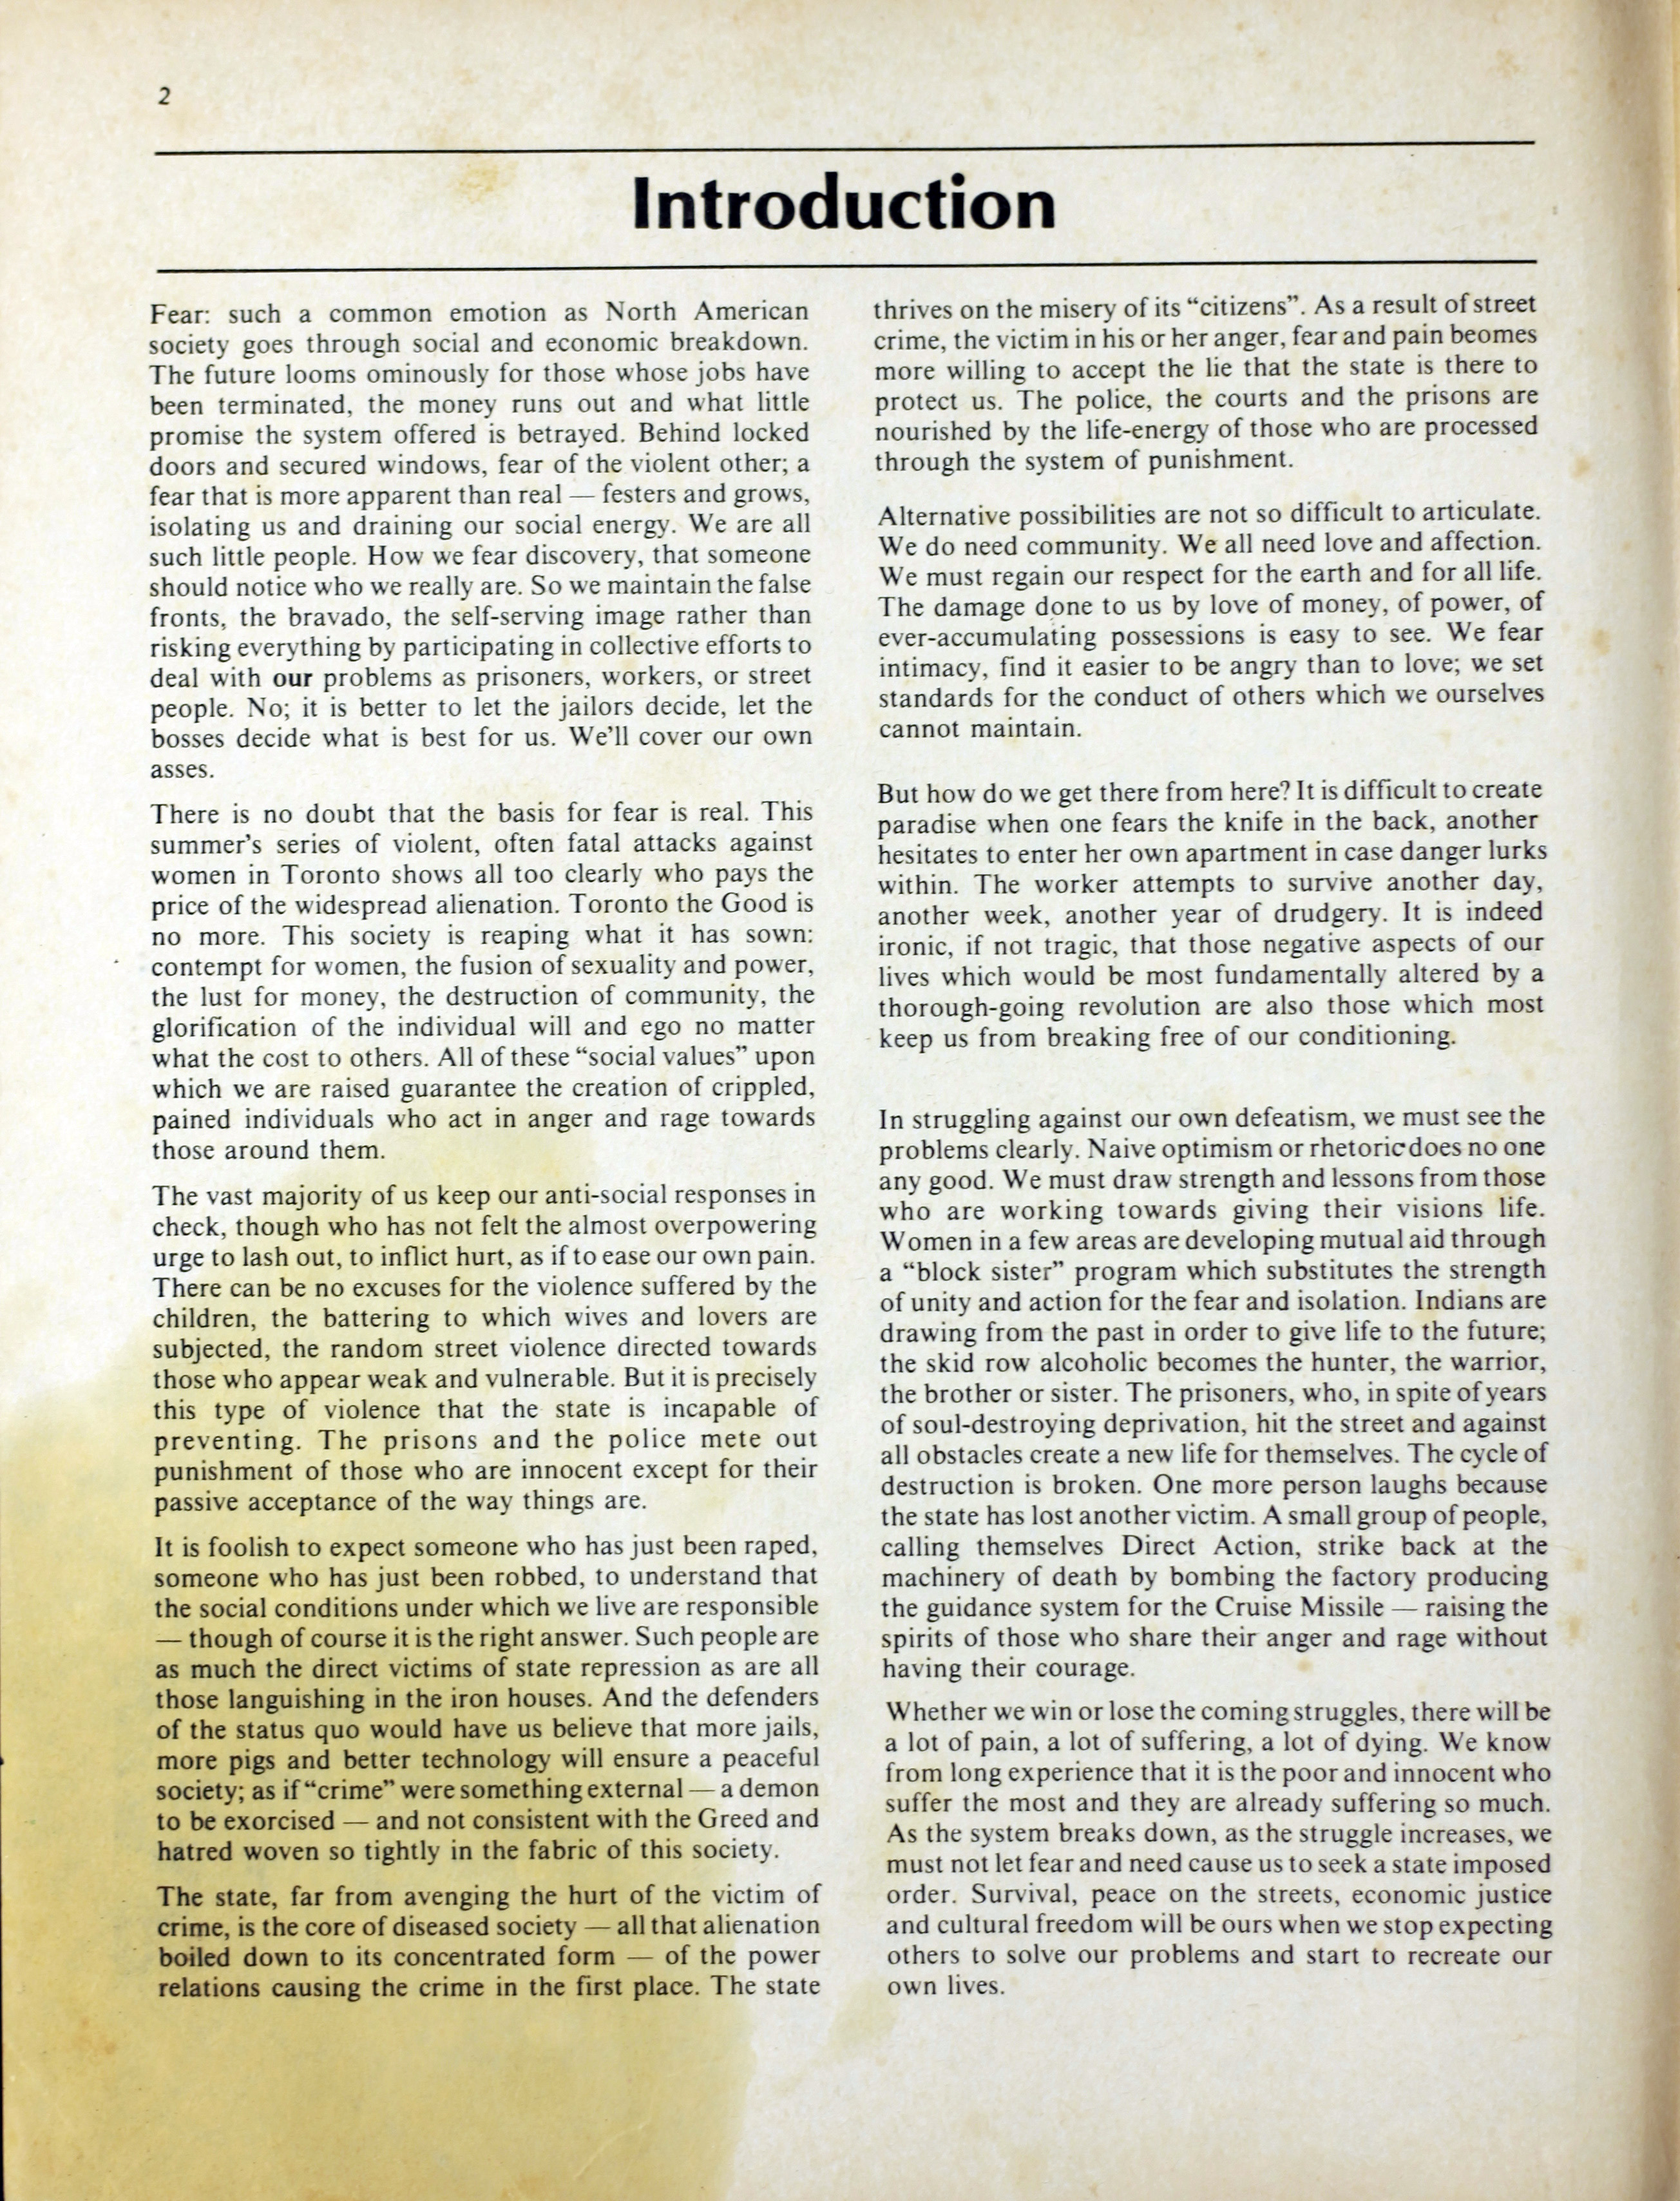 2
Introduction
Fear: such a common emotion as North American
society goes through social and economic breakdown.
The future looms ominously for those whose jobs have
been terminated, the money runs out and what little
promise the system offered is betrayed. Behind locked
doors and secured windows, fear of the violent other; a
fear that is more apparent than real — festers and grows,
isolating us and draining our social energy. We are all
such little people. How we fear discovery, that someone
should notice who we really are. So we maintain the false
fronts, the bravado, the self-serving image rather than
risking everything by participating in collective efforts to
deal with our problems as prisoners, workers, or street
people. No; it is better to let the jailors decide, let the
bosses decide what is best for us. We'll cover our own
asses.
There is no doubt that the basis for fear is real. This
summer's series of violent, often fatal attacks against
women in Toronto shows all too clearly who pays the
price of the widespread alienation. Toronto the Good is
no more. This society is reaping what it has sown:
contempt for women, the fusion of sexuality and power,
the lust for money, the destruction of community, the
glorification of the individual will and ego no matter
what the cost to others. All of these “social values” upon
which we are raised guarantee the creation of crippled,
pained individuals who act in anger and rage towards
those around them.
The vast majority of us keep our anti-social responses in
check, though who has not felt the almost overpowering
urge to lash out, to inflict hurt, as if to ease our own pain.
There can be no excuses for the violence suffered by the
children, the battering to which wives and lovers are
subjected, the random street violence directed towards
those who appear weak and vulnerable. But it is precisely
this type of violence that the state is incapable of
preventing. The prisons and the police mete out
punishment of those who are innocent except for their
passive acceptance of the way things are.
It is foolish to expect someone who has just been raped,
someone who has just been robbed, to understand that
the social conditions under which we live are responsible
— though of course it is the right answer. Such people are
as much the direct victims of state repression as are all
those languishing in the iron houses. And the defenders
of the status quo would have us believe that more jails,
more pigs and better technology will ensure a peaceful
society; as if “crime” were something external — a demon
to be exorcised — and not consistent with the Greed and
hatred woven so tightly in the fabric of this society.
The state, far from avenging the hurt of the victim of
crime, is the core of diseased society — all that alienation
boiled down to its concentrated form — of the power
relations causing the crime in the first place. The state
thrives on the misery of its “citizens”. As a result of street
crime, the victim in his or her anger, fear and pain beomes
more willing to accept the lie that the state is there to
protect us. The police, the courts and the prisons are
nourished by the life-energy of those who are processed
through the system of punishment.
Alternative possibilities are not so difficult to articulate.
We do need community. We all need love and affection.
We must regain our respect for the earth and for all life.
The damage done to us by love of money, of power, of
ever-accumulating possessions is easy to see. We fear
intimacy, find it easier to be angry than to love; we set
standards for the conduct of others which we ourselves
cannot maintain.
But how do we get there from here? It is difficult to create
paradise when one fears the knife in the back, another
hesitates to enter her own apartment in case danger lurks
within. The worker attempts to survive another day,
another week, another year of drudgery. It is indeed
ironic, if not tragic, that those negative aspects of our
lives which would be most fundamentally altered by a
thorough-going revolution are also those which most
keep us from breaking free of our conditioning.
In struggling against our own defeatism, we must see the
problems clearly. Naive optimism or rhetoric does no one
any good. We must draw strength and lessons from those
who are working towards giving their visions life.
Women in a few areas are developing mutual aid through
a “block sister” program which substitutes the strength
of unity and action for the fear and isolation. Indians are
drawing from the past in order to give life to the future;
the skid row alcoholic becomes the hunter, the warrior,
the brother or sister. The prisoners, who, in spite of years
of soul-destroying deprivation, hit the street and against
all obstacles create a new life for themselves. The cycle of
destruction is broken. One more person laughs because
the state has lost another victim. A small group of people,
calling themselves Direct Action, strike back at the
machinery of death by bombing the factory producing
the guidance system for the Cruise Missile — raising the
spirits of those who share their anger and rage without
having their courage.
Whether we win or lose the coming struggles, there will be
a lot of pain, a lot of suffering, a lot of dying. We know
from long experience that it is the poor and innocent who
suffer the most and they are already suffering so much.
As the system breaks down, as the struggle increases, we
must not let fear and need cause us to seek a state imposed
order. Survival, peace on the streets, economic justice
and cultural freedom will be ours when we stop expecting
others to solve our problems and start to recreate our
own lives.